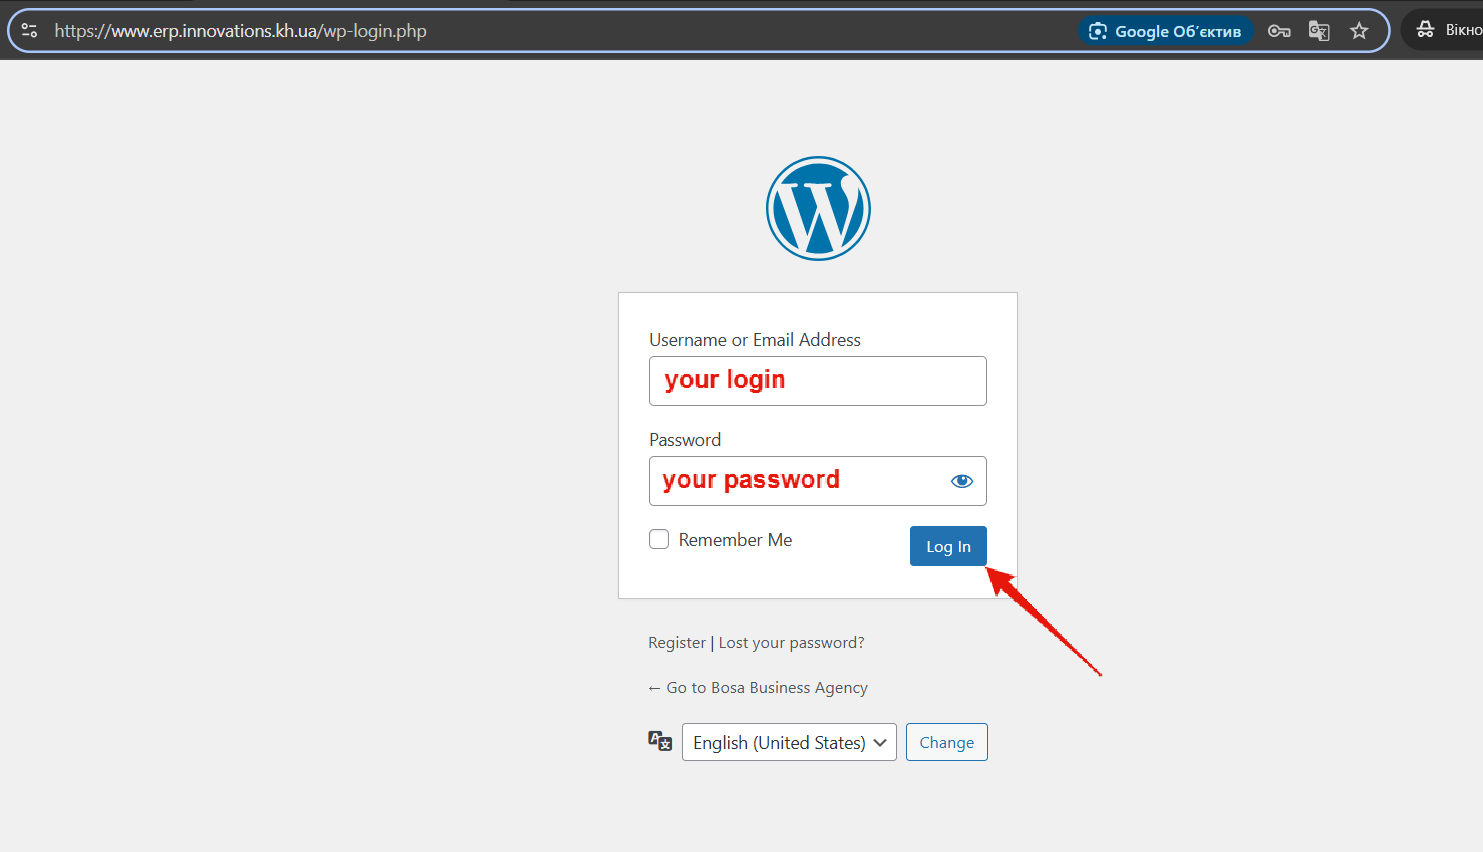 https://www.erp.innovations.kh.ua/wp-login.php
Google Об’єктив
Вікно
Username or Email Address
your login
Password
your password
Remember Me
Log In
Register | Lost your password?
← Go to Bosa Business Agency
English (United States)
Change